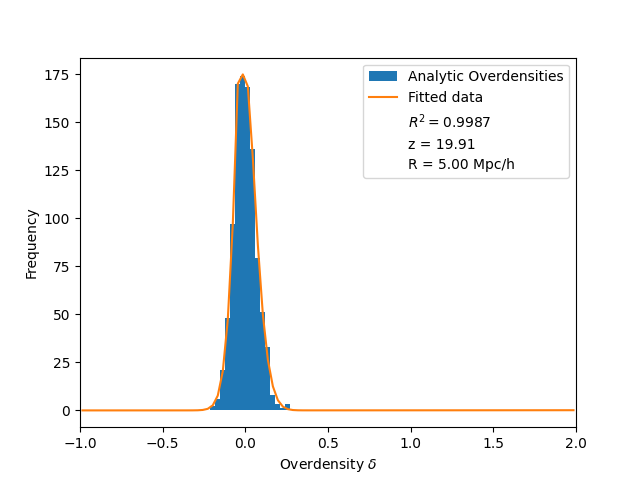 Analytic Overdensities
Fitted data
R² = 0.9987
z = 19.91
R = 5.00 Mpc/h
175
150
125
100
75
50
25
0
Frequency
−1.0 −0.5 0.0 0.5 1.0 1.5 2.0
Overdensity δ